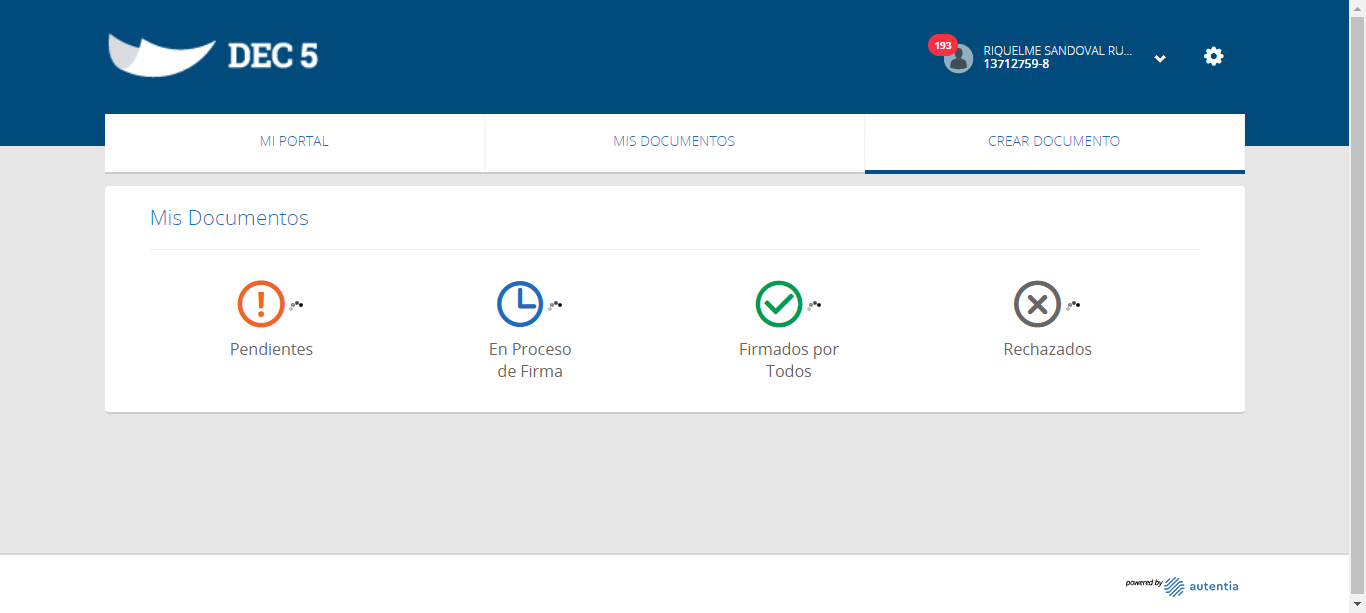 DEC 5
193
RIQUELME SANDOVAL RU...
13712759-8
MI PORTAL
MIS DOCUMENTOS
CREAR DOCUMENTO
Mis Documentos
Pendientes
En Proceso
de Firma
Firmados por
Todos
Rechazados
powered by
autentia